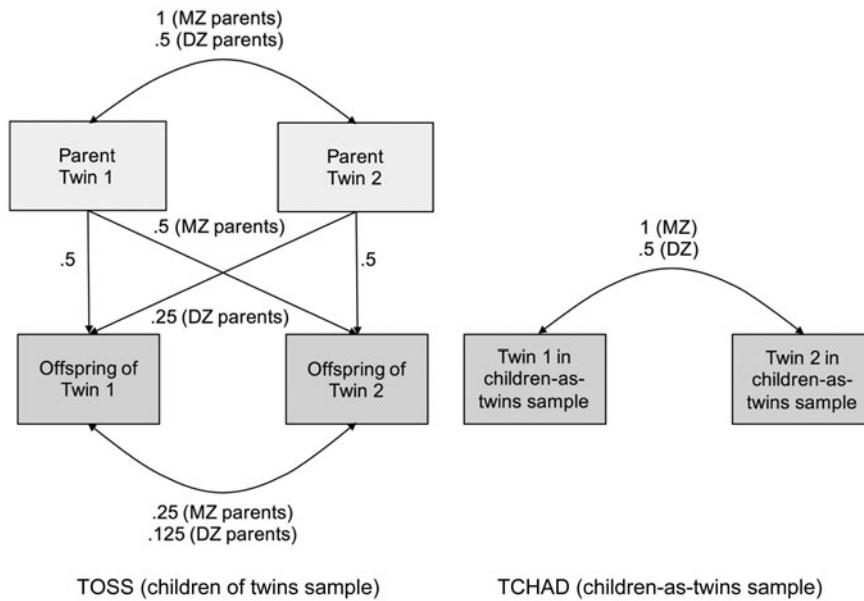 1 (MZ parents)
.5 (DZ parents)
Parent
Twin 1
Parent
Twin 2
.5 (MZ parents)
.5
.5
.25 (DZ parents)
Offspring of
Twin 1
Offspring of
Twin 2
.25 (MZ parents)
.125 (DZ parents)
TOSS (children of twins sample)
1 (MZ)
.5 (DZ)
Twin 1 in
children-as-
twins sample
Twin 2 in
children-as-
twins sample
TCHAD (children-as-twins sample)